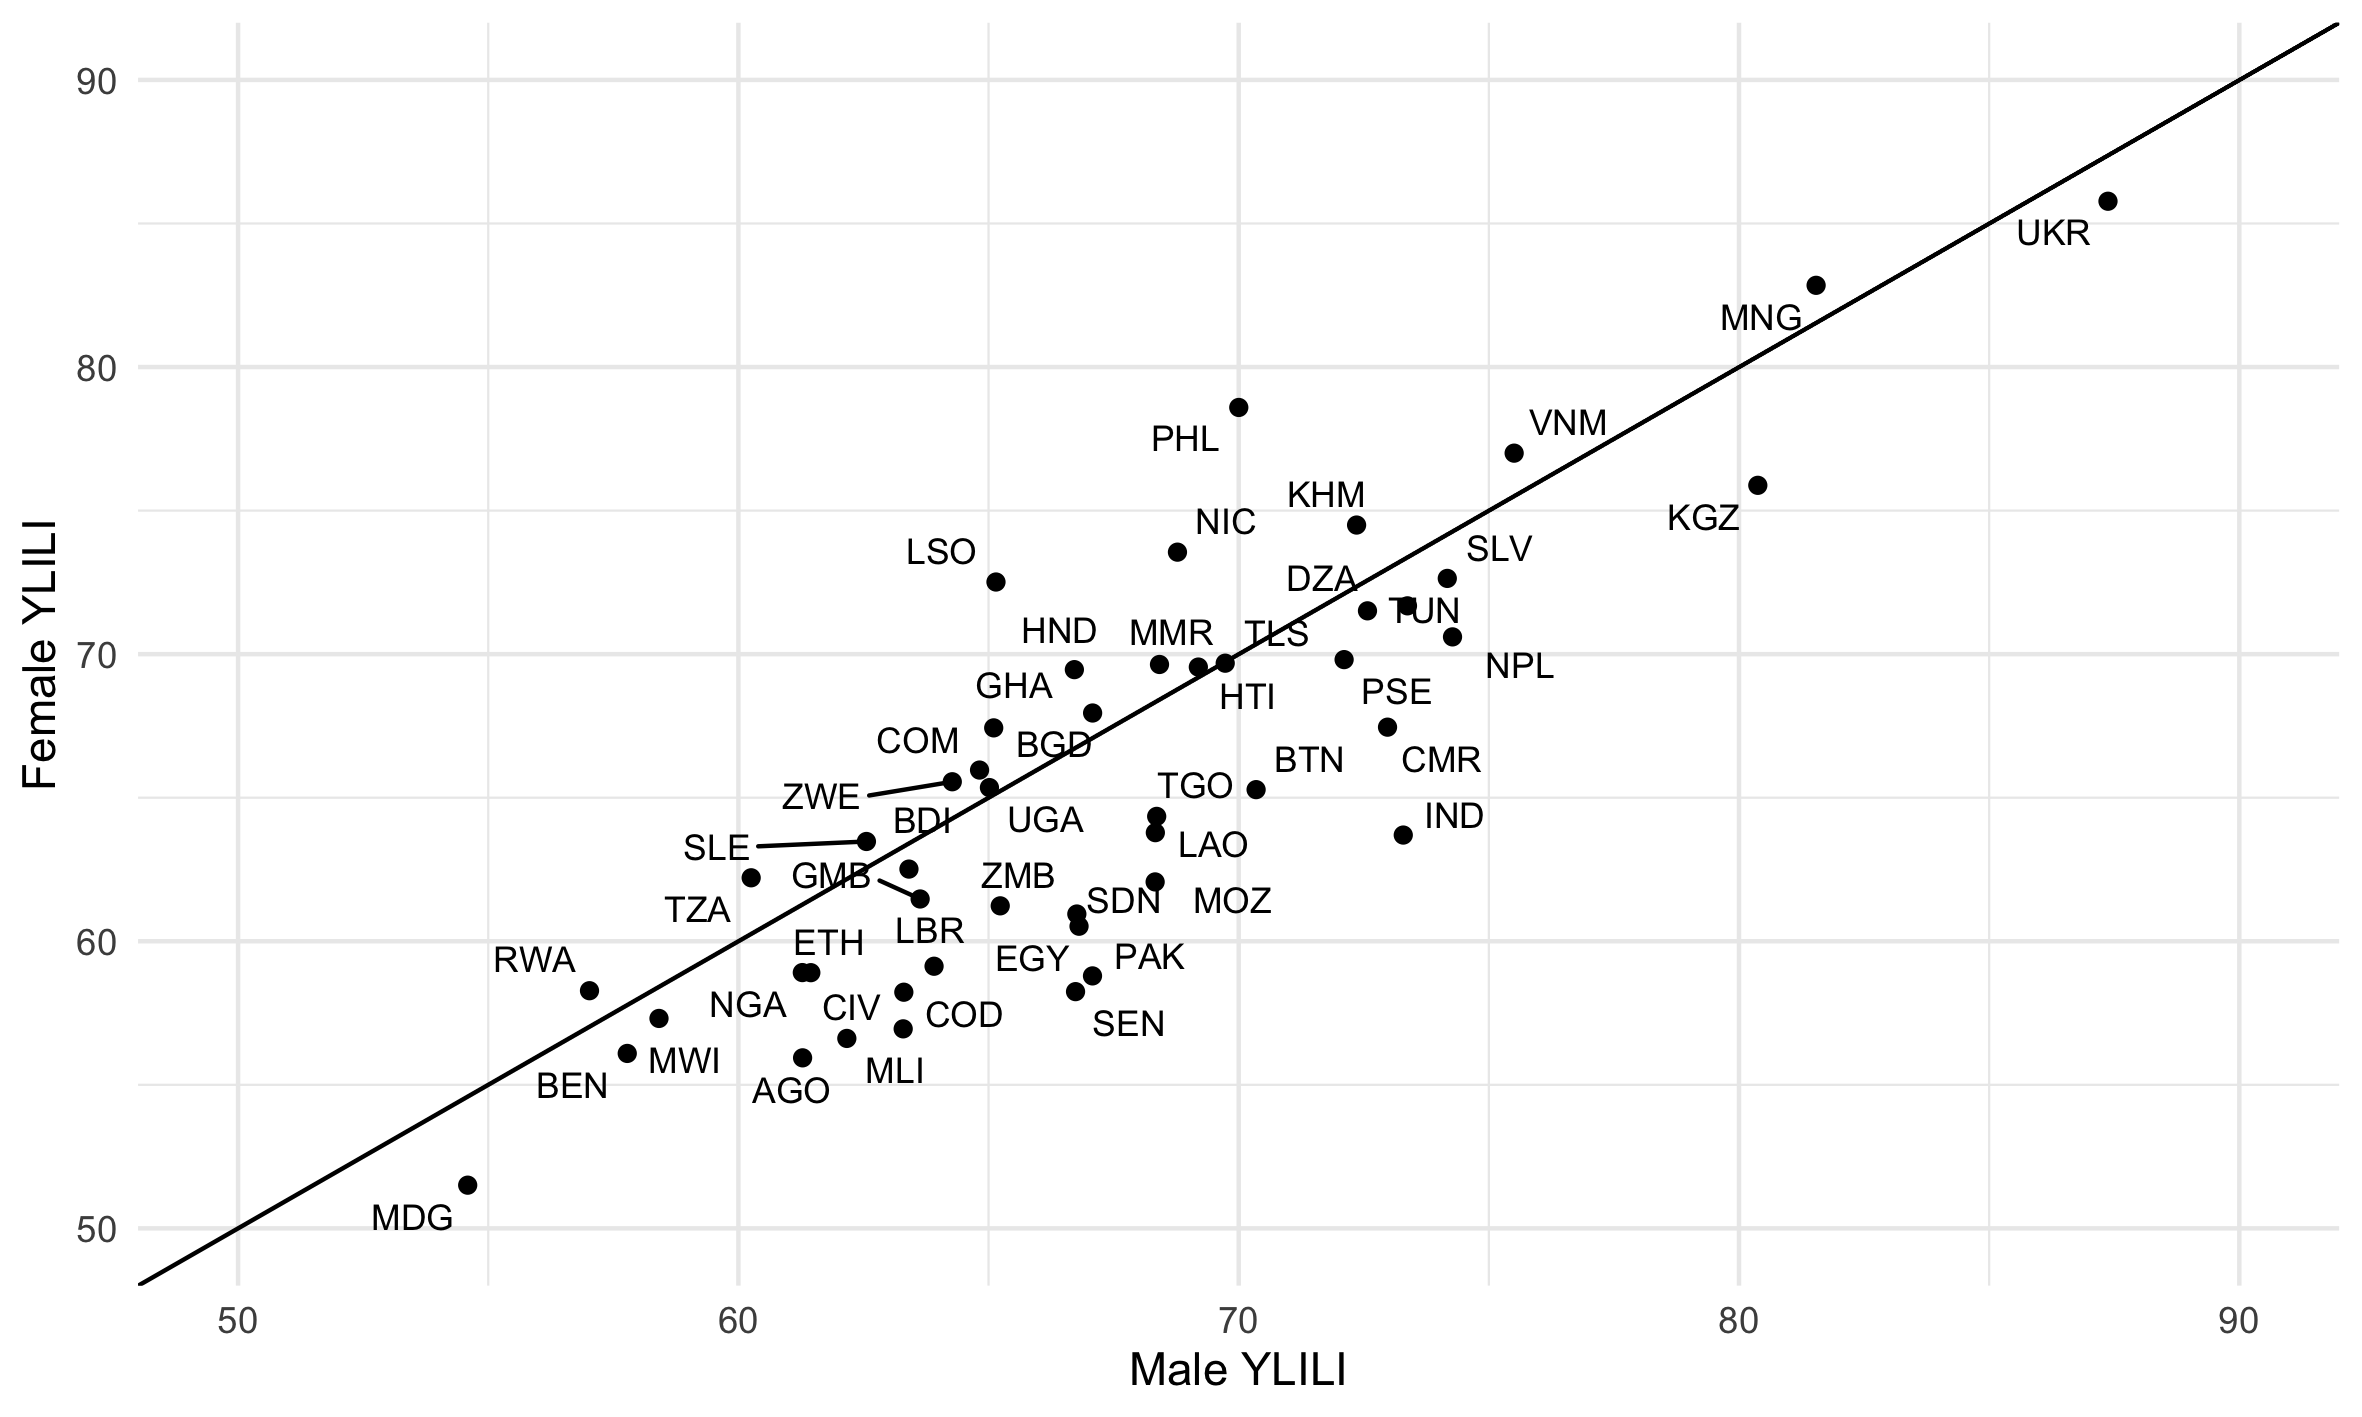 90
UKR
MNG
80
VNM
PHL
KHM
KGZ
NIC
SLV
LSO
DZA
TUN
HND
MMR
TLS
70
NPL
GHA
HTI
PSE
COM
BGD
BTN
CMR
TGO
ZWE
IND
BDI
UGA
SLE
LAO
GMB
ZMB
SDN
MOZ
TZA
LBR
60
ETH
RWA
EGY
PAK
NGA
CIV
COD
SEN
MWI
MLI
BEN
AGO
MDG
50
Female YLILI
50 60 70 80 90
Male YLILI